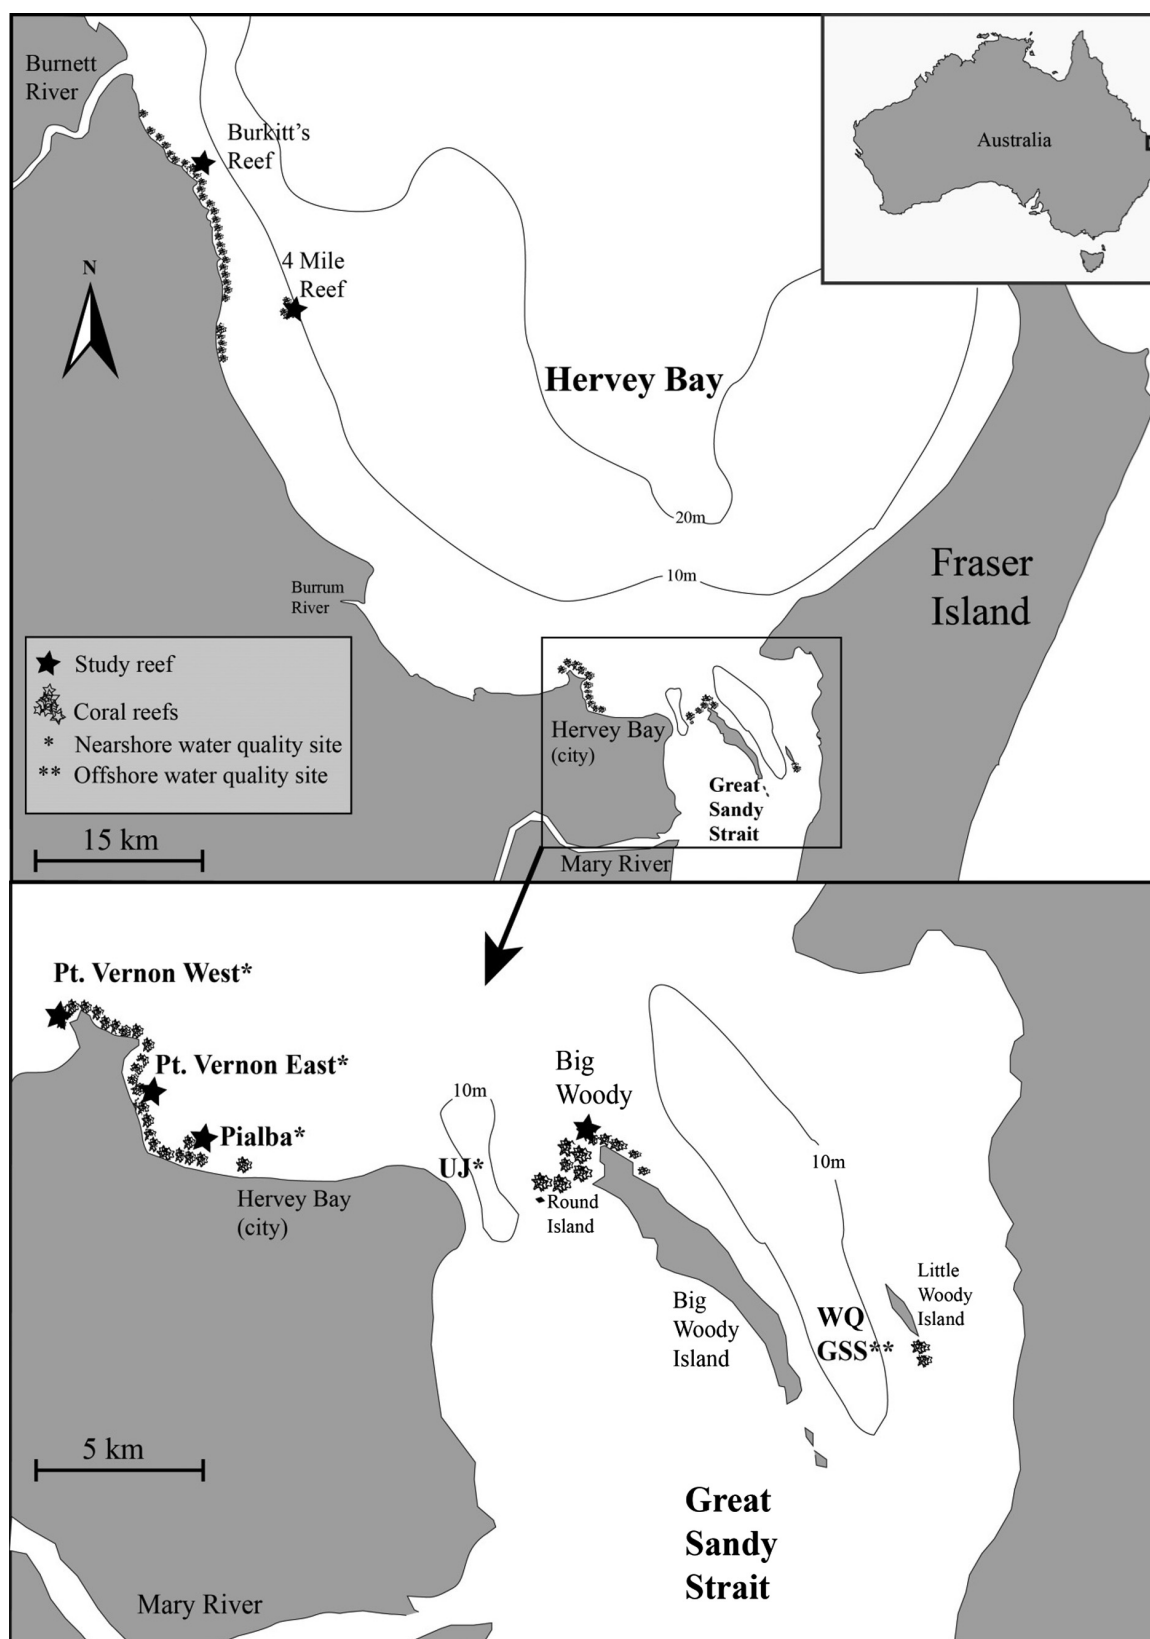 Burnett
River
Burkitt's
Reef
Australia
4 Mile
Reef
N
Hervey Bay
20m
10m
Fraser
Island
Burrum
River
Study reef
Coral reefs
* Nearshore water quality site
** Offshore water quality site
15 km
Hervey Bay
(city)
Great
Sandy
Strait
Mary River
Pt. Vernon West*
Pt. Vernon East*
Pialba*
Hervey Bay
(city)
10m
UJ*
Big
Woody
Round
Island
10m
Big
Woody
Island
WQ
GSS**
Little
Woody
Island
5 km
Great
Sandy
Strait
Mary River